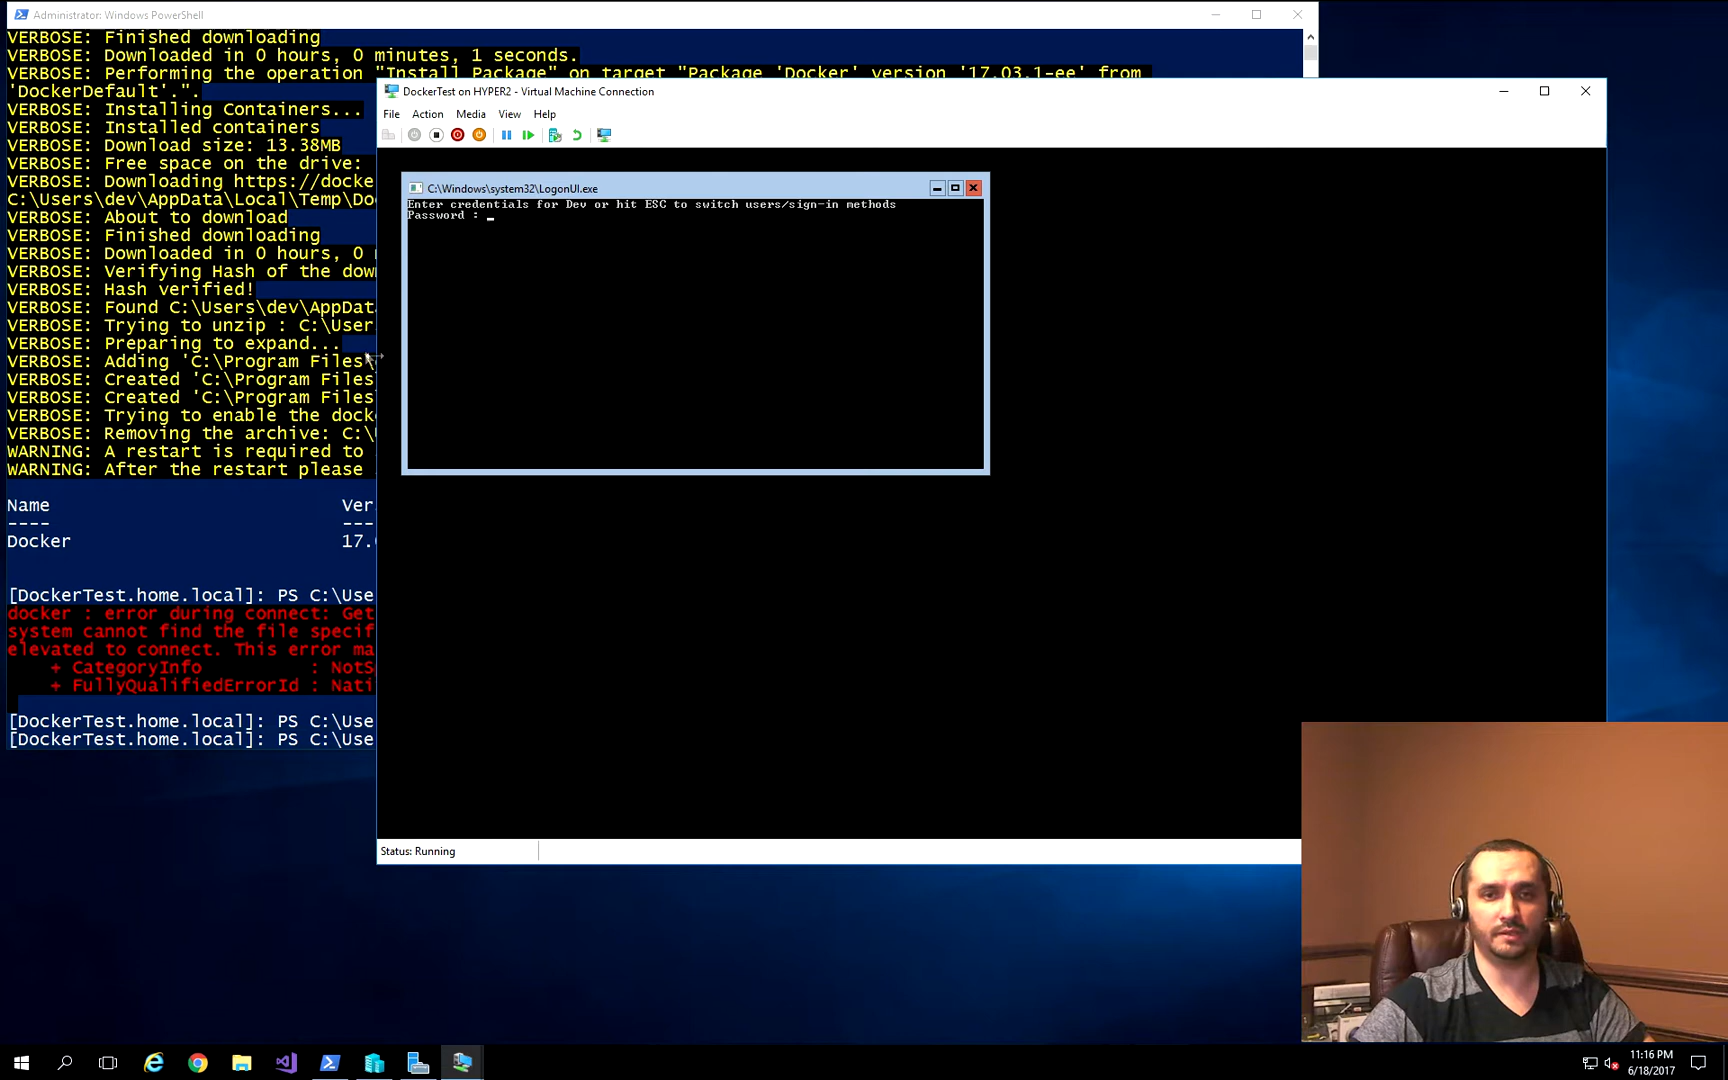 Administrator: Windows PowerShell
VERBOSE: Finished downloading
VERBOSE: Downloaded in 0 hours, 0 minutes, 1 seconds.
VERBOSE: Performing the operation "Install Package" on target "Package 'Docker' version '17.03.1-ee' from
'DockerDefault'.".
VERBOSE: Installing Containers...
VERBOSE: Installed containers
VERBOSE: Download size: 13.38MB
VERBOSE: Free space on the drive:
VERBOSE: Downloading https://docke
C:\Users\dev\AppData\Local\Temp\Do
VERBOSE: About to download
VERBOSE: Finished downloading
VERBOSE: Downloaded in 0 hours, 0
VERBOSE: Verifying Hash of the dow
VERBOSE: Hash verified!
VERBOSE: Found C:\Users\dev\AppDat
VERBOSE: Trying to unzip : C:\User
VERBOSE: Preparing to expand...
VERBOSE: Adding 'C:\Program Files\
VERBOSE: Created 'C:\Program Files
VERBOSE: Created 'C:\Program Files
VERBOSE: Trying to enable the dock
VERBOSE: Removing the archive: C:\
WARNING: A restart is required to
WARNING: After the restart please
Name Ver
---- ---
Docker 17.
[DockerTest.home.local]: PS C:\Use
docker : error during connect: Get
system cannot find the file specif
elevated to connect. This error ma
+ CategoryInfo : NotS
+ FullyQualifiedErrorId : Nati
[DockerTest.home.local]: PS C:\Use
[DockerTest.home.local]: PS C:\Use
DockerTest on HYPER2 - Virtual Machine Connection
File Action Media View Help
C:\Windows\system32\LogonUI.exe
Enter credentials for Dev or hit ESC to switch users/sign-in methods
Password : _
Status: Running
11:16 PM
6/18/2017